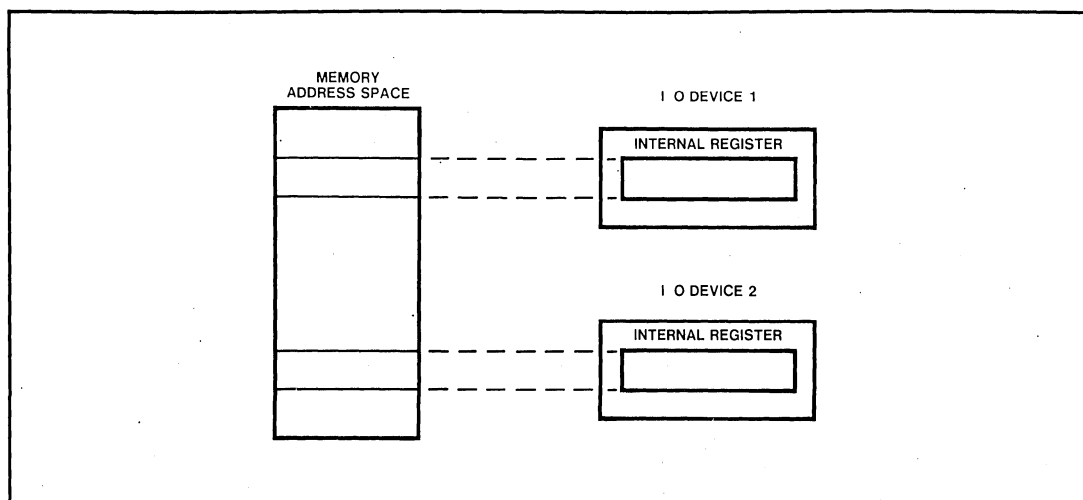 MEMORY
ADDRESS SPACE
I O DEVICE 1
INTERNAL REGISTER
I O DEVICE 2
INTERNAL REGISTER